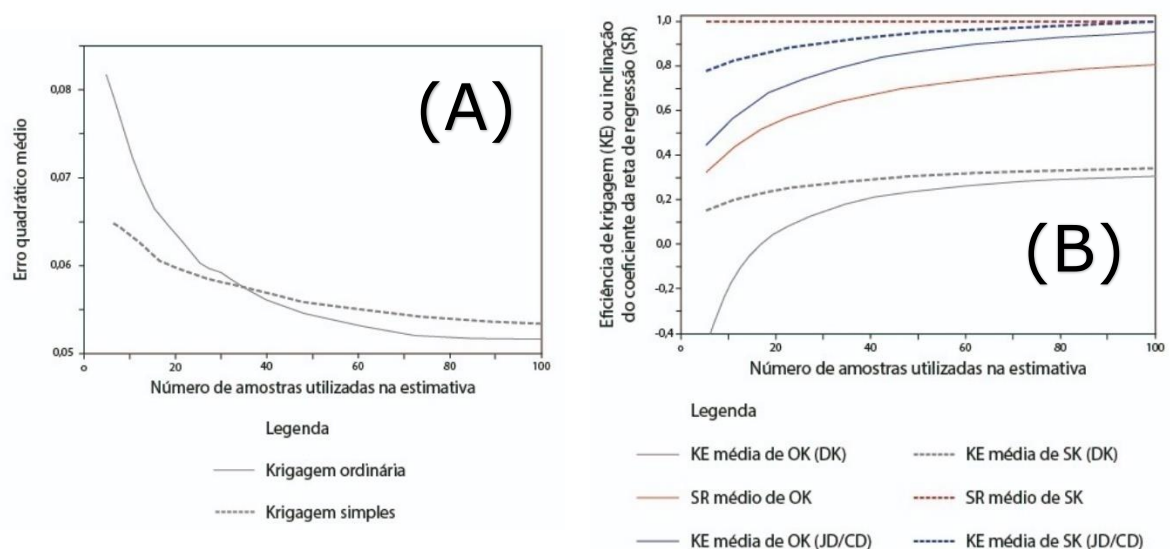 (A)
Erro quadrático médio
0,08
0,07
0,06
0,05
0
20
40
60
80
100
Número de amostras utilizadas na estimativa
Legenda
Krigagem ordinária
Krigagem simples
(B)
Eficiência de krigagem (KE) ou inclinação
do coeficiente da reta de regressão (SR)
1,0
0,8
0,6
0,4
0,2
0,0
-0,2
-0,4
0
20
40
60
80
100
Número de amostras utilizadas na estimativa
Legenda
KE média de OK (DK)
KE média de SK (DK)
SR médio de OK
SR médio de SK
KE média de OK (JD/CD)
KE média de SK (JD/CD)